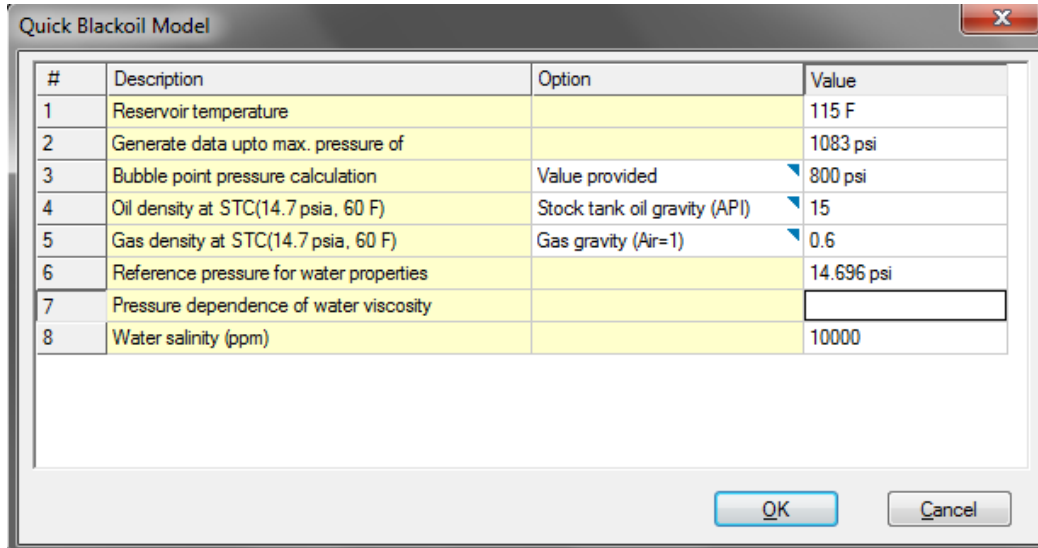 Quick Blackoil Model
x
# Description Option Value
1 Reservoir temperature 115 F
2 Generate data upto max. pressure of 1083 psi
3 Bubble point pressure calculation Value provided 800 psi
4 Oil density at STC(14.7 psia, 60 F) Stock tank oil gravity (API) 15
5 Gas density at STC(14.7 psia, 60 F) Gas gravity (Air=1) 0.6
6 Reference pressure for water properties 14.696 psi
7 Pressure dependence of water viscosity
8 Water salinity (ppm) 10000
OK Cancel